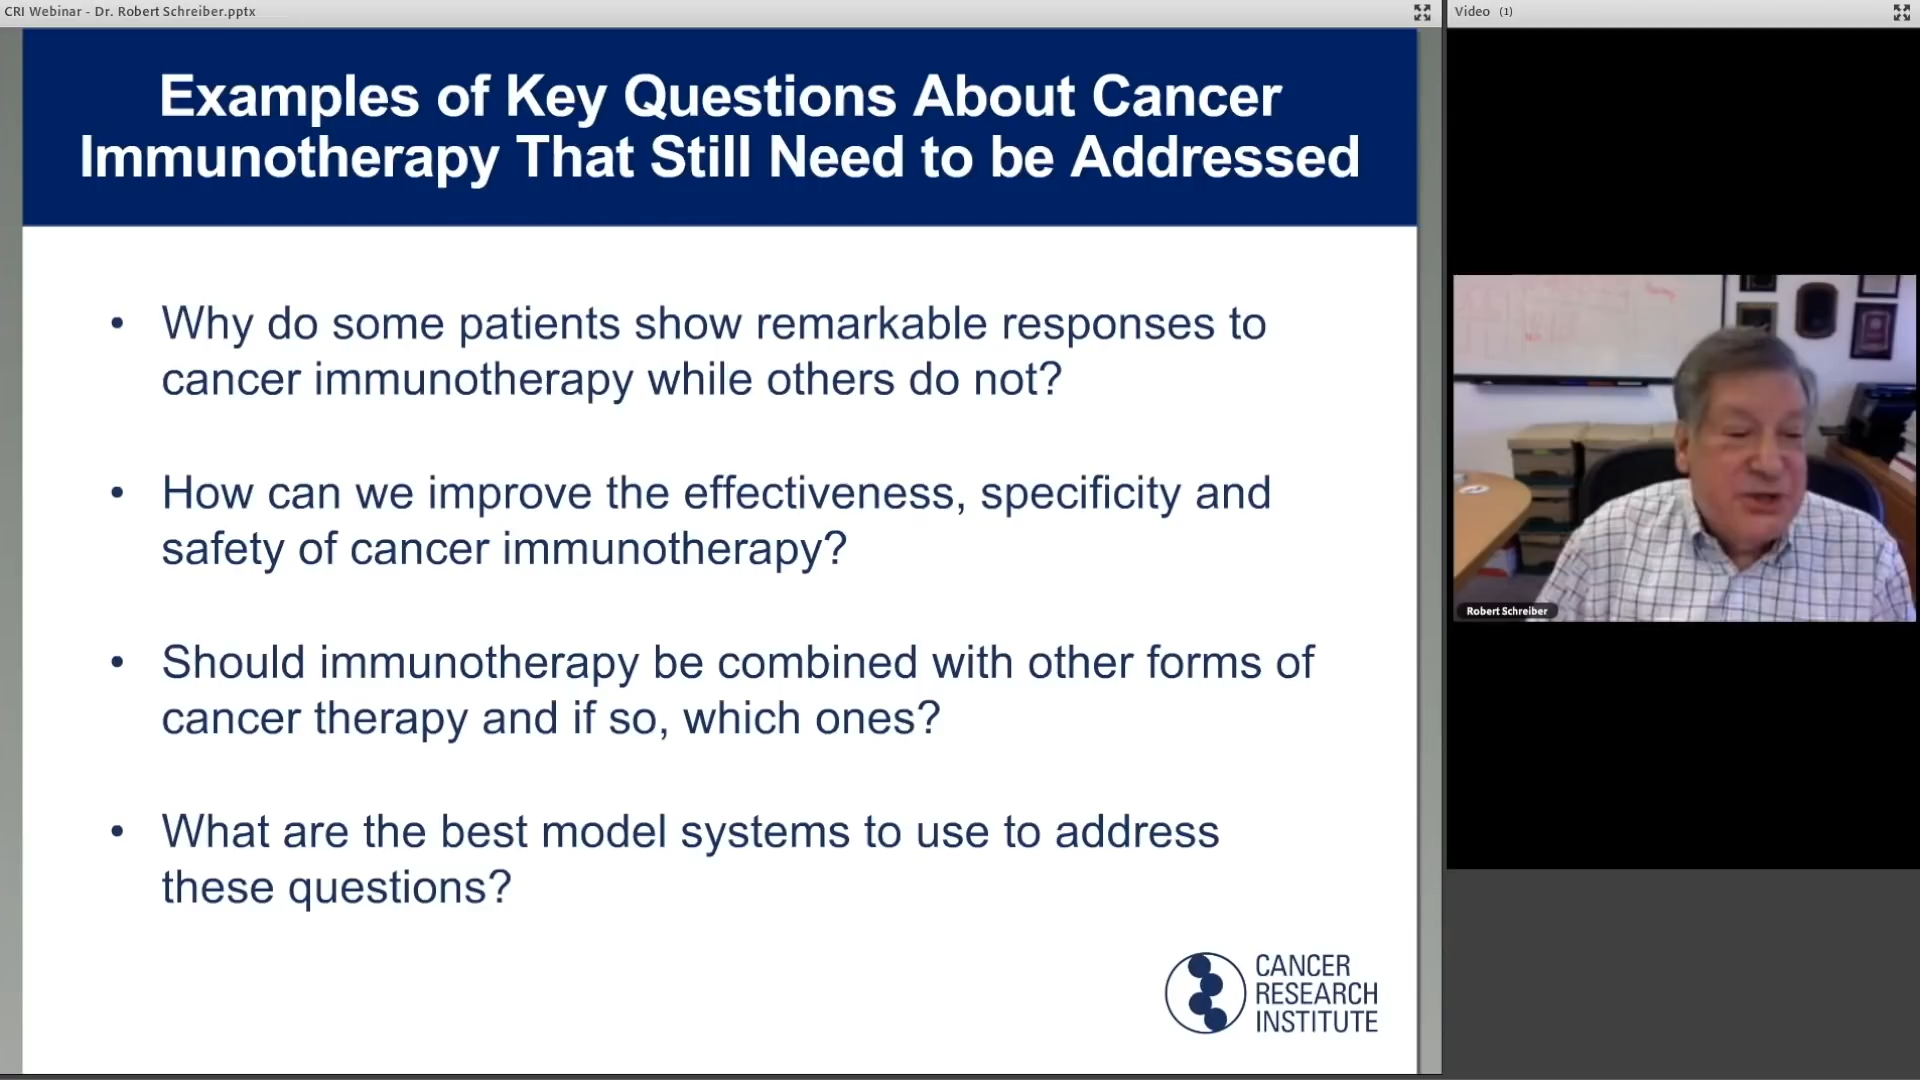 CRI Webinar - Dr. Robert Schreiber.pptx
Video (1)
Examples of Key Questions About Cancer
Immunotherapy That Still Need to be Addressed
• Why do some patients show remarkable responses to
cancer immunotherapy while others do not?
• How can we improve the effectiveness, specificity and
safety of cancer immunotherapy?
• Should immunotherapy be combined with other forms of
cancer therapy and if so, which ones?
• What are the best model systems to use to address
these questions?
CANCER
RESEARCH
INSTITUTE
Robert Schreiber